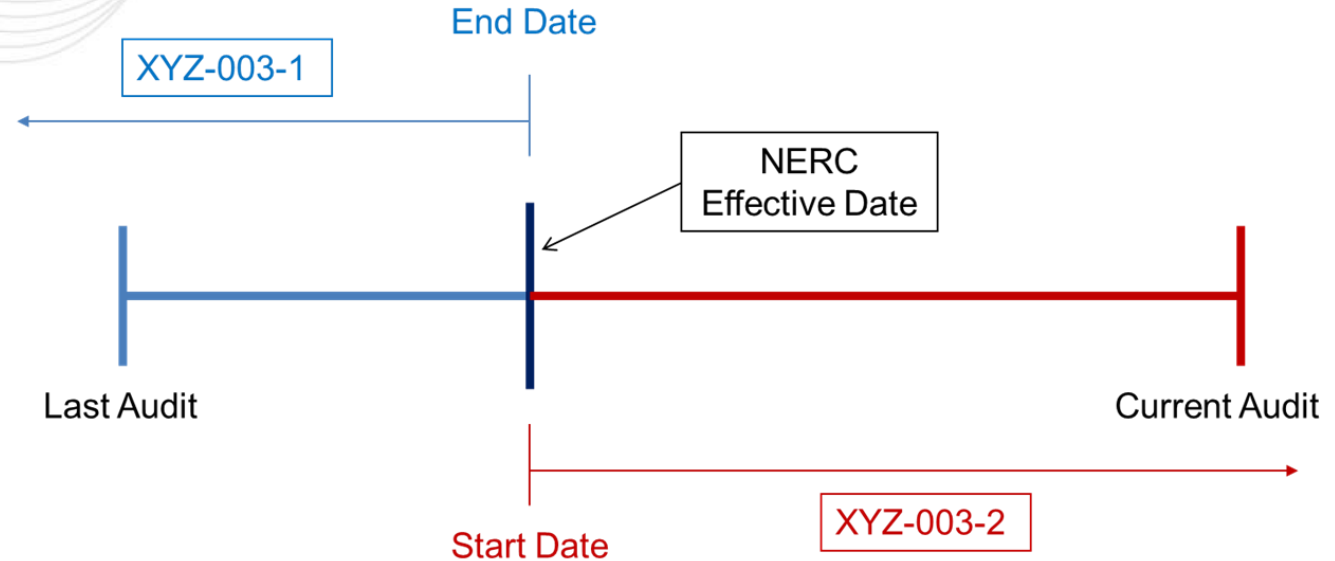 End Date
XYZ-003-1
NERC
Effective Date
Last Audit
Current Audit
XYZ-003-2
Start Date